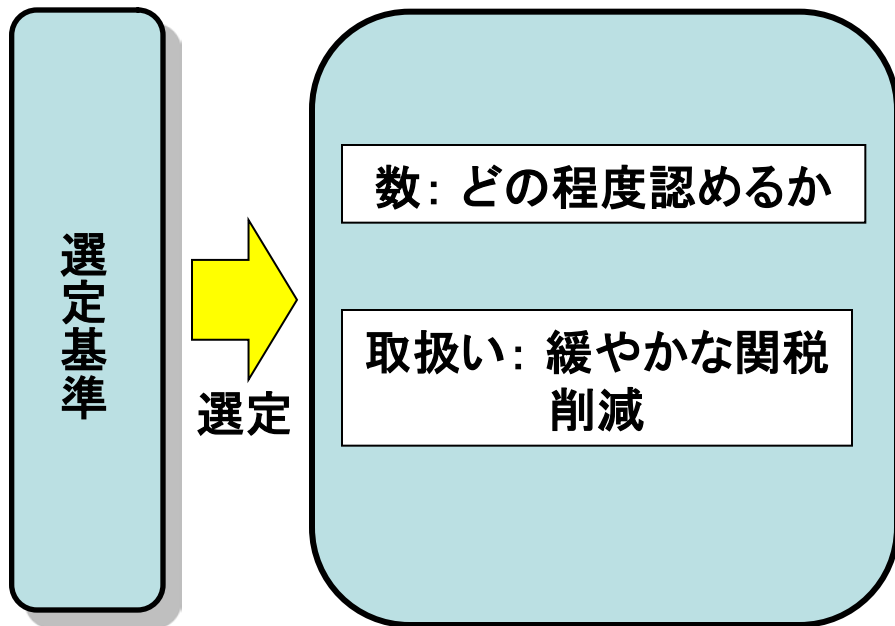 選定基準
選定
数：どの程度認めるか
取扱い：緩やかな関税
削減